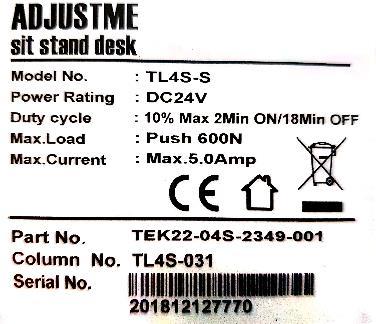 ADJUSTME
sit stand desk
Model No. : TL4S-S
Power Rating : DC24V
Duty cycle : 10% Max 2Min ON/18Min OFF
Max.Load : Push 600N
Max.Current : Max.5.0Amp
CE
Part No. TEK22-04S-2349-001
Column No. TL4S-031
Serial No.
201812127770